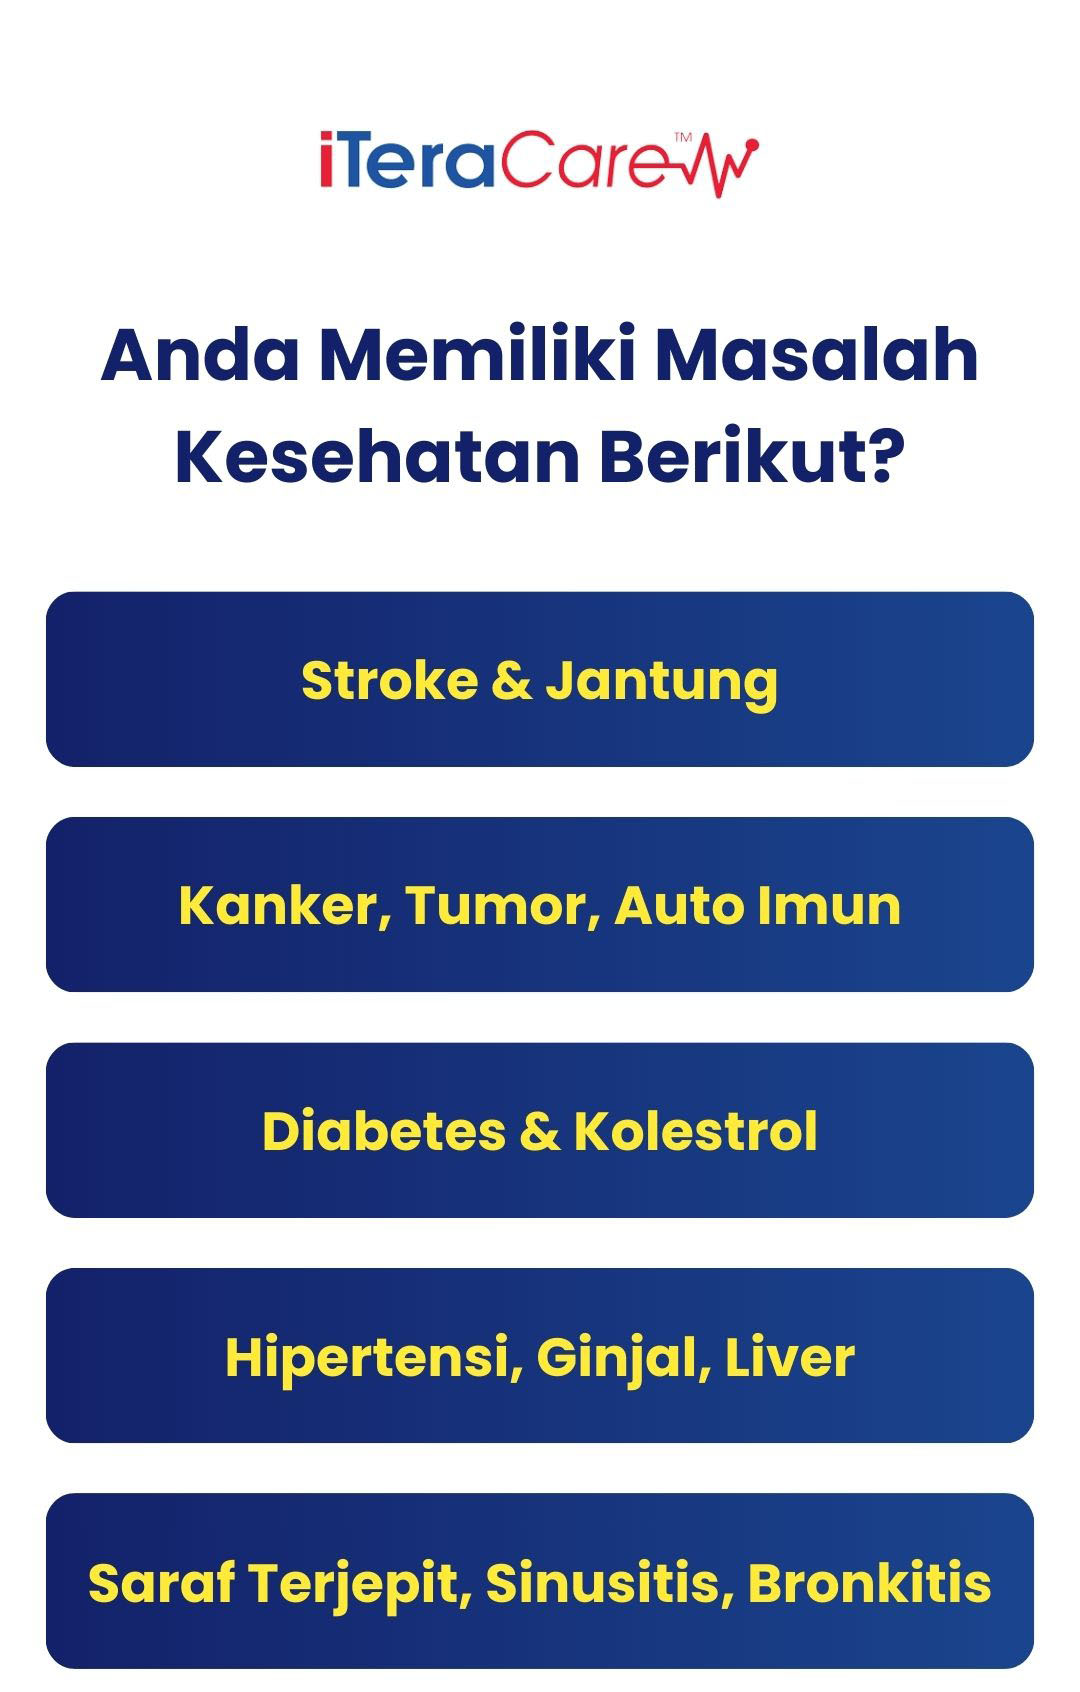 iTeraCare™
Anda Memiliki Masalah
Kesehatan Berikut?
Stroke & Jantung
Kanker, Tumor, Auto Imun
Diabetes & Kolestrol
Hipertensi, Ginjal, Liver
Saraf Terjepit, Sinusitis, Bronkitis